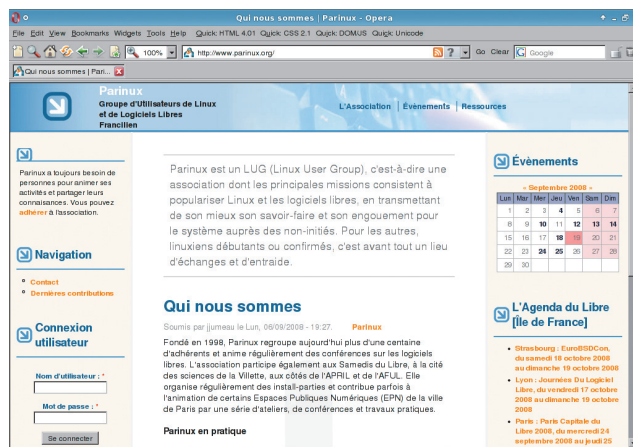 Qui nous sommes | Parinux - Opera
File Edit View Bookmarks Widgets Tools Help Quick: HTML 4.01 Quick: CSS 2.1 Quick: DOM/JS Quick: Unicode
100% http://www.parinux.org/ ? Go Clear G Google
Qui nous sommes | Pari...
Parinux
Groupe d'Utilisateurs de Linux
et de Logiciels Libres
Francilien
L'Association | Évènements | Ressources
Parinux a toujours besoin de
personnes pour animer ses
activités et partager leurs
connaisances. Vous pouvez
adhérer à l'association.
Navigation
Contact
Dernières contributions
Connexion
utilisateur
Nom d'utilisateur : *
Mot de passe : *
Se connecter
Parinux est un LUG (Linux User Group), c'est-à-dire une
association dont les principales missions consistent à
populariser Linux et les logiciels libres, en transmettant
de son mieux son savoir-faire et son engouement pour
le système auprès des non-initiés. Pour les autres,
linuxiens débutants ou confirmés, c'est avant tout un lieu
d'échanges et d'entraide.
Qui nous sommes
Soumis par jjumeau le Lun, 06/09/2008 - 19:27. Parinux
Fondé en 1998, Parinux regroupe aujourd'hui plus d'une centaine
d'adhérents et anime régulièrement des conférences sur les logiciels
libres. L'association participe également aux Samedis du Libre, à la cité
des sciences de la Villette, aux côtés de l'APRIL et de l'AFUL. Elle
organise régulièrement des install-parties et contribue parfois à
l'animation de certains Espaces Publiques Numériques (EPN) de la ville
de Paris par une série d'ateliers, de conférences et travaux pratiques.
Parinux en pratique
Évènements
« Septembre 2008 »
Lun Mar Mer Jeu Ven Sam Dim
1 2 3 4 5 6 7
8 9 10 11 12 13 14
15 16 17 18 19 20 21
22 23 24 25 26 27 28
29 30
L'Agenda du Libre
[Île de France]
Strasbourg : EuroBSDCon,
du samedi 18 octobre 2008
au dimanche 19 octobre 2008
Lyon : Journées Du Logiciel
Libre, du vendredi 17 octobre
2008 au dimanche 19 octobre
2008
Paris : Paris Capitale du
Libre 2008, du mercredi 24
septembre 2008 au jeudi 25